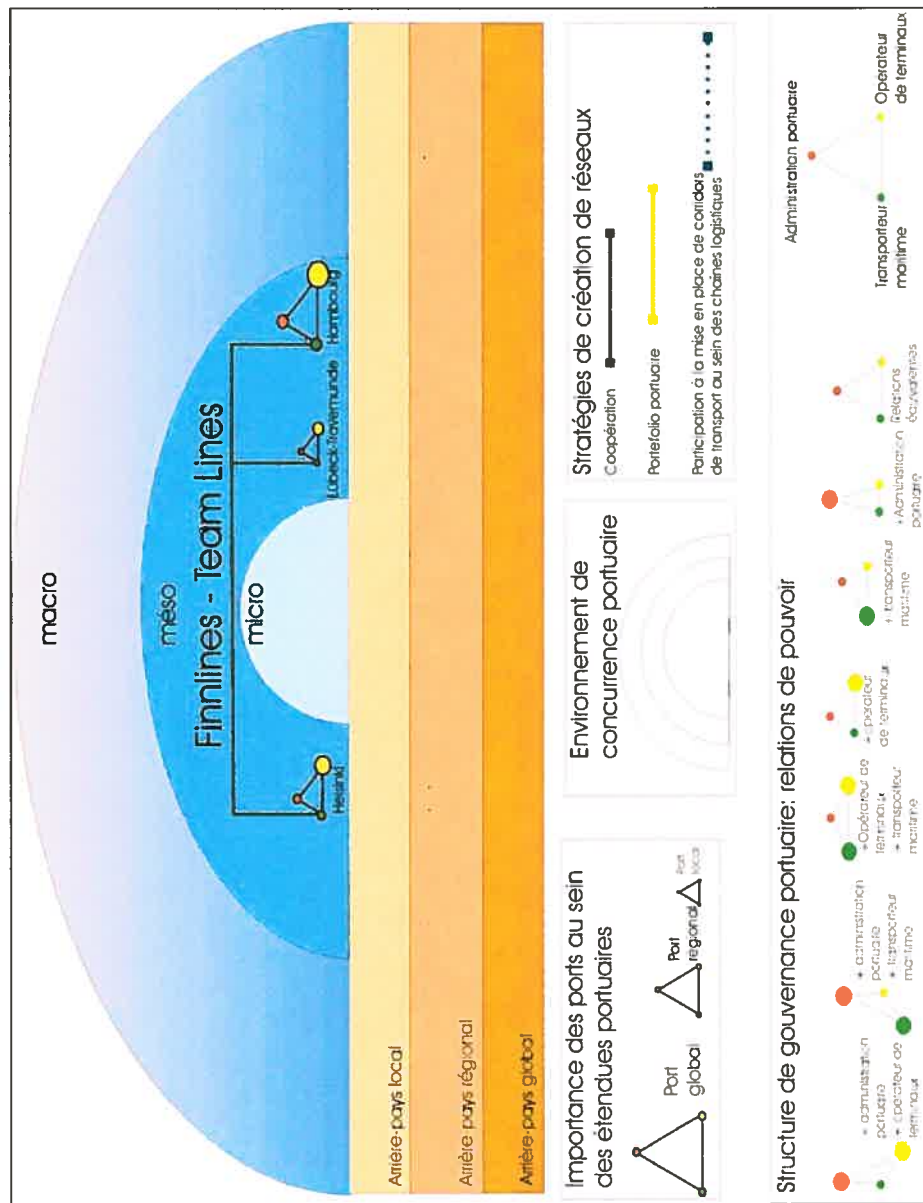 macro
méso
Finnlines - Team Lines
micro
Helsinki
Lübeck-Travemunde
Hambourg
Arrière-pays local
Arrière-pays régional
Arrière-pays global
Importance des ports au sein
des étendues portuaires
Port
global
Port
régional
Port
local
Environnement de
concurrence portuaire
Stratégies de création de réseaux
Coopération
Portefolio portuaire
Participation à la mise en place de corridors
de transport au sein des chaînes logistiques
Structure de gouvernance portuaire: relations de pouvoir
+ administration
portuaire
+ opérateur de
terminaux
+ administration
portuaire
+ transporteur
maritime
+Opérateur de
terminaux
+ transporteur
maritime
+ opérateur
de terminaux
+ transporteur
maritime
+ Administration
portuaire
Relations
équivalentes
Administration portuaire
Transporteur
maritime
Opérateur
de terminaux